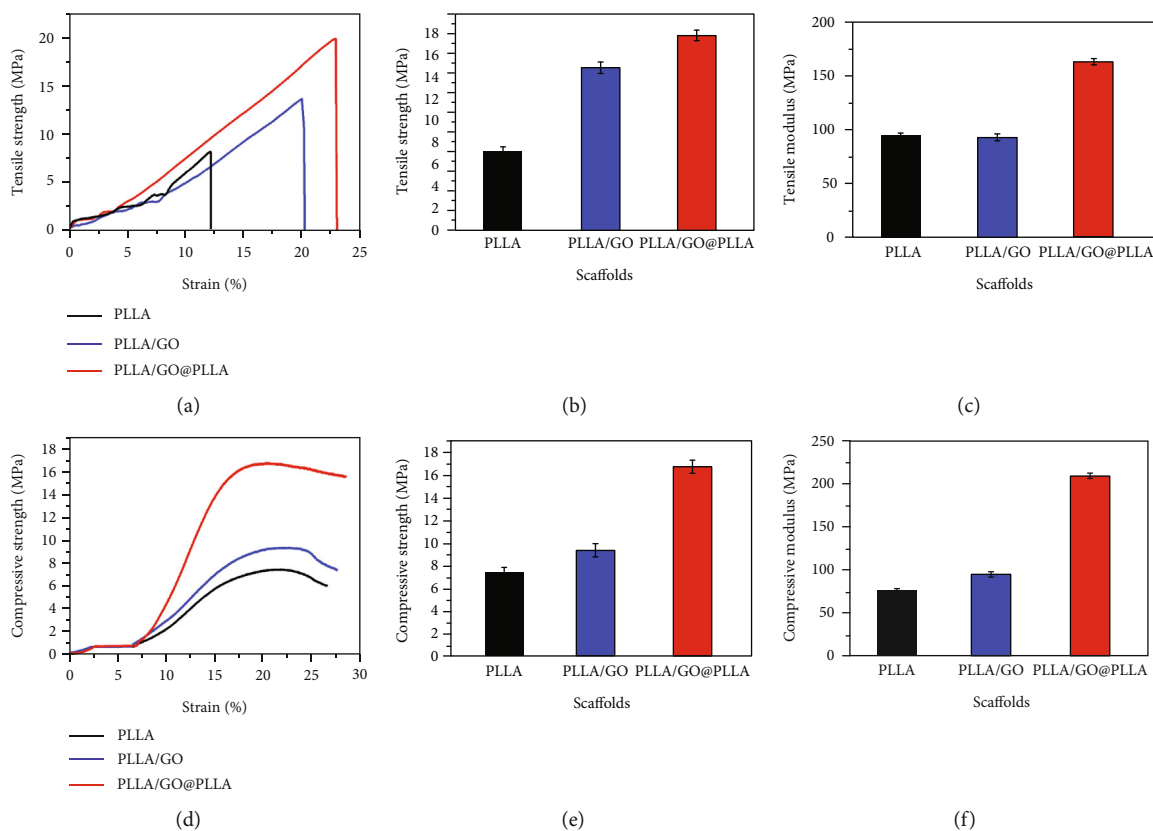 Tensile strength (MPa)
20
15
10
5
0
0 5 10 15 20 25
Strain (%)
PLLA
PLLA/GO
PLLA/GO@PLLA
(a)
Tensile strength (MPa)
18
16
14
12
10
8
6
4
2
0
PLLA PLLA/GO PLLA/GO@PLLA
Scaffolds
(b)
Tensile modulus (MPa)
200
150
100
50
0
PLLA PLLA/GO PLLA/GO@PLLA
Scaffolds
(c)
Compressive strength (MPa)
18
16
14
12
10
8
6
4
2
0
0 5 10 15 20 25 30
Strain (%)
PLLA
PLLA/GO
PLLA/GO@PLLA
(d)
Compressive strength (MPa)
18
16
14
12
10
8
6
4
2
0
PLLA PLLA/GO PLLA/GO@PLLA
Scaffolds
(e)
Compressive modulus (MPa)
250
200
150
100
50
0
PLLA PLLA/GO PLLA/GO@PLLA
Scaffolds
(f)